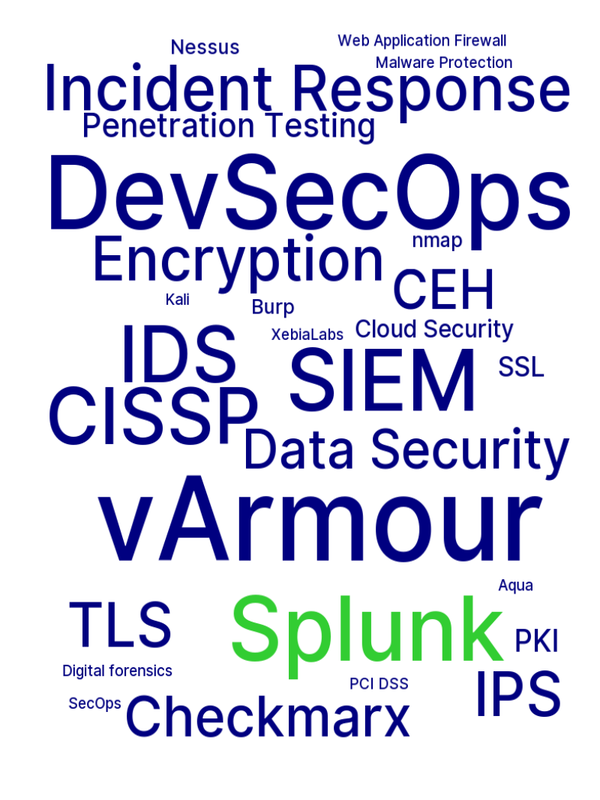 Web Application Firewall
Nessus
Malware Protection
Incident Response
Penetration Testing
DevSecOps
nmap
Encryption
CEH
Kali
Burp
Cloud Security
XebiaLabs
IDS
SIEM
SSL
CISSP
Data Security
vArmour
Aqua
TLS
Splunk
PKI
Digital forensics
PCI DSS
IPS
SecOps
Checkmarx